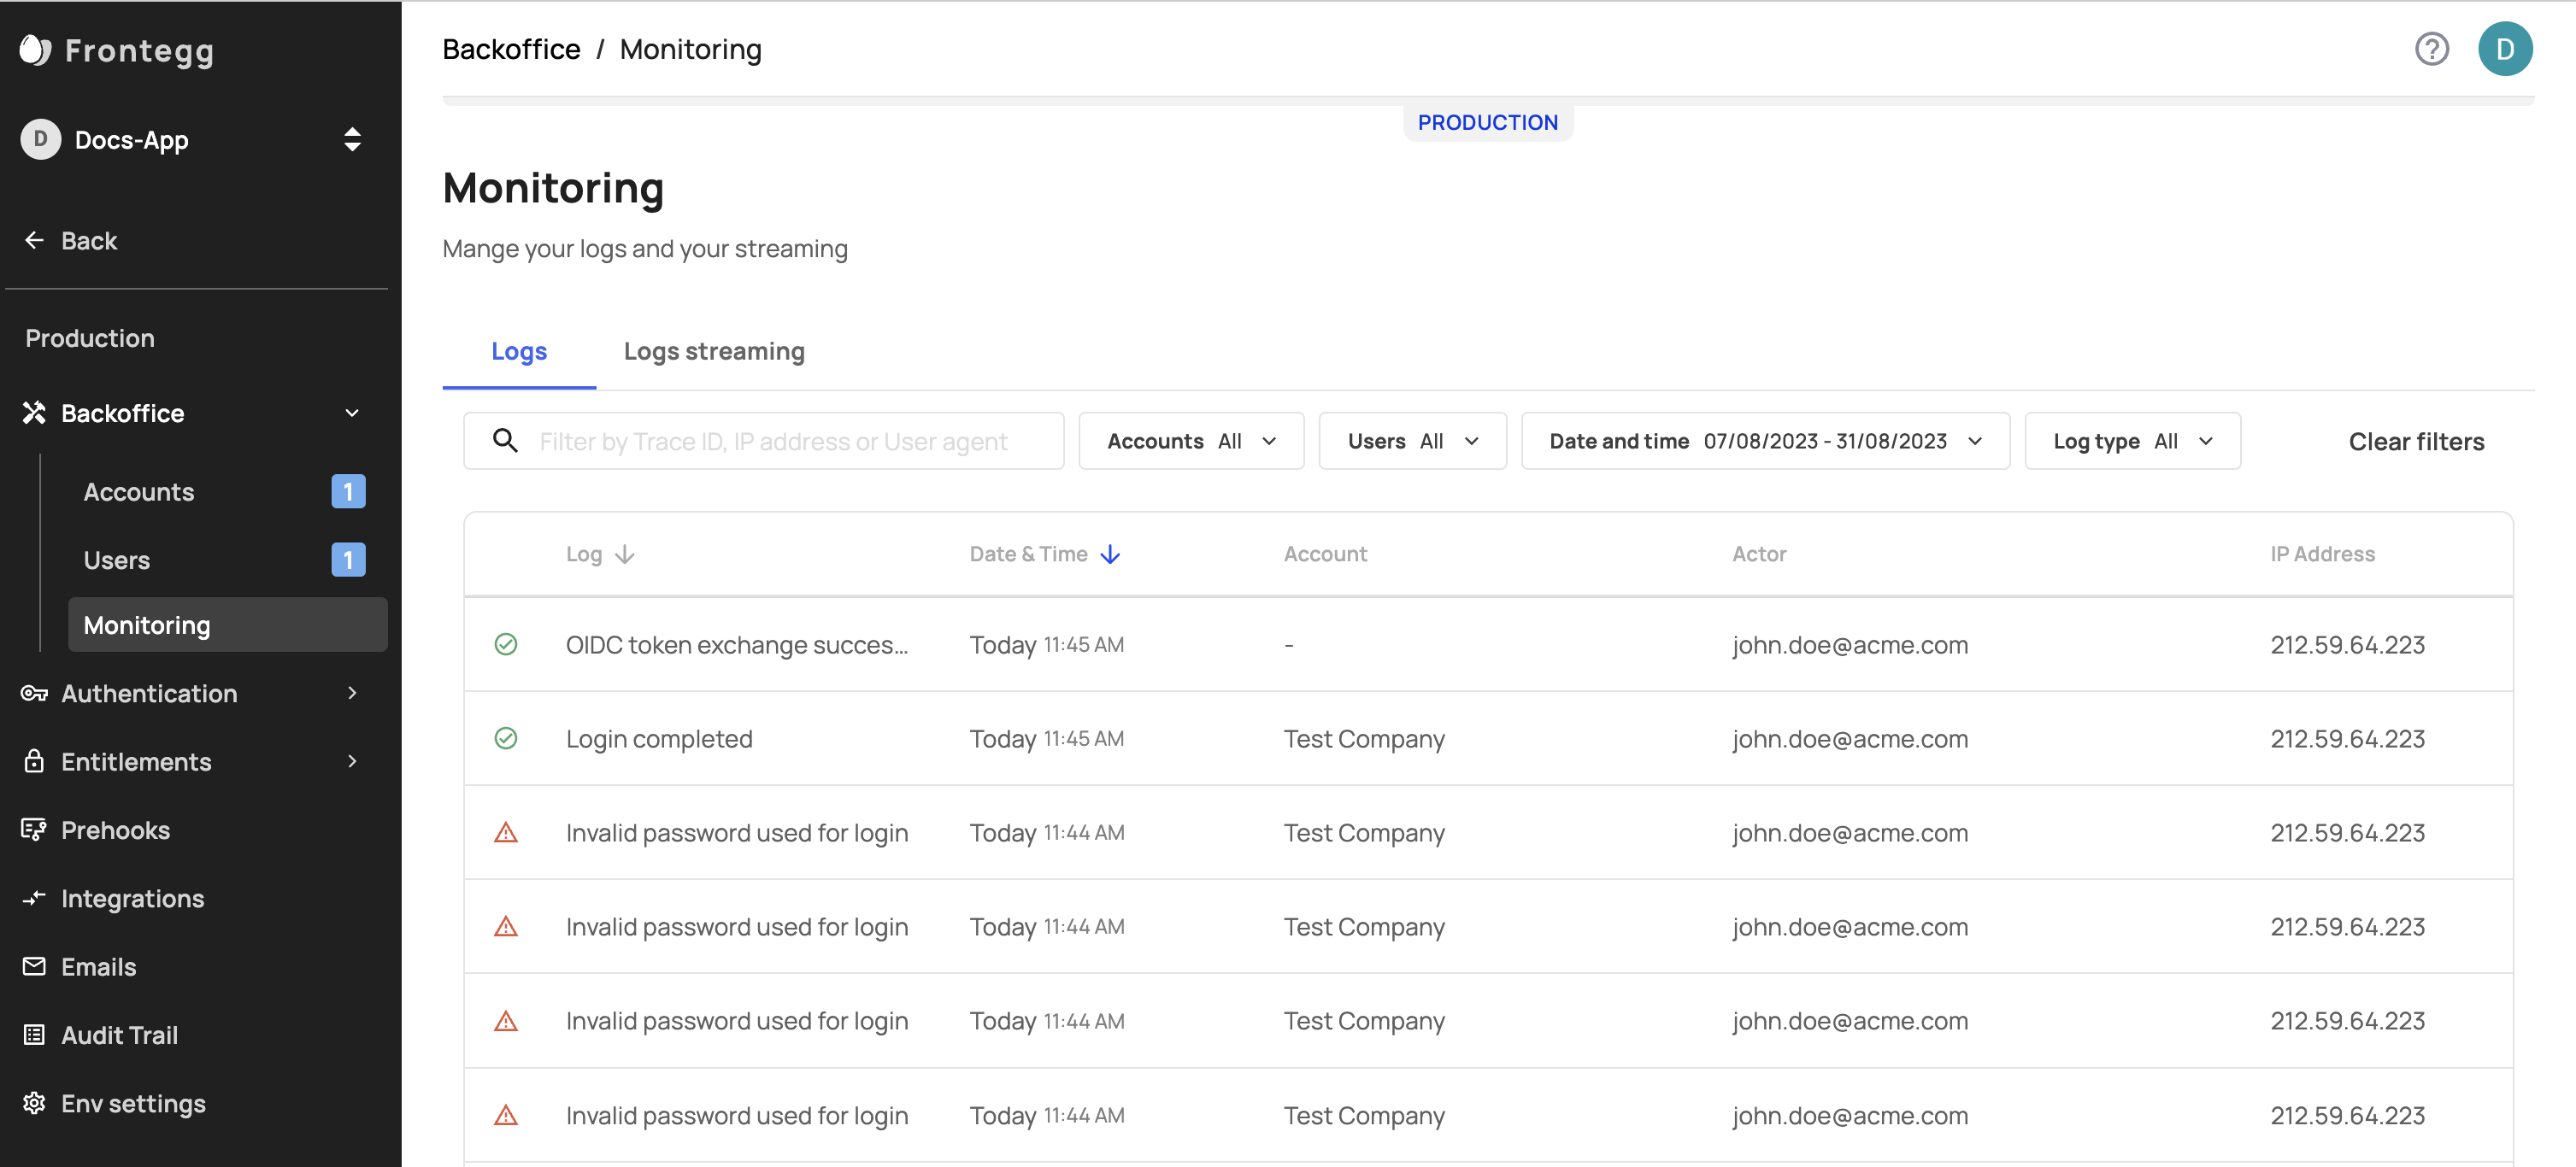 Frontegg
D Docs-App
Back
Production
Backoffice
Accounts 1
Users 1
Monitoring
Authentication
Entitlements
Prehooks
Integrations
Emails
Audit Trail
Env settings
Backoffice / Monitoring
? D
PRODUCTION
Monitoring
Mange your logs and your streaming
Logs Logs streaming
Filter by Trace ID, IP address or User agent Accounts All Users All Date and time 07/08/2023 - 31/08/2023 Log type All Clear filters
Log Date & Time Account Actor IP Address
OIDC token exchange succes... Today 11:45 AM - john.doe@acme.com 212.59.64.223
Login completed Today 11:45 AM Test Company john.doe@acme.com 212.59.64.223
Invalid password used for login Today 11:44 AM Test Company john.doe@acme.com 212.59.64.223
Invalid password used for login Today 11:44 AM Test Company john.doe@acme.com 212.59.64.223
Invalid password used for login Today 11:44 AM Test Company john.doe@acme.com 212.59.64.223
Invalid password used for login Today 11:44 AM Test Company john.doe@acme.com 212.59.64.223